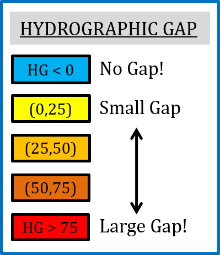 HYDROGRAPHIC GAP
HG < 0 No Gap!
(0,25) Small Gap
(25,50)
(50,75)
HG > 75 Large Gap!